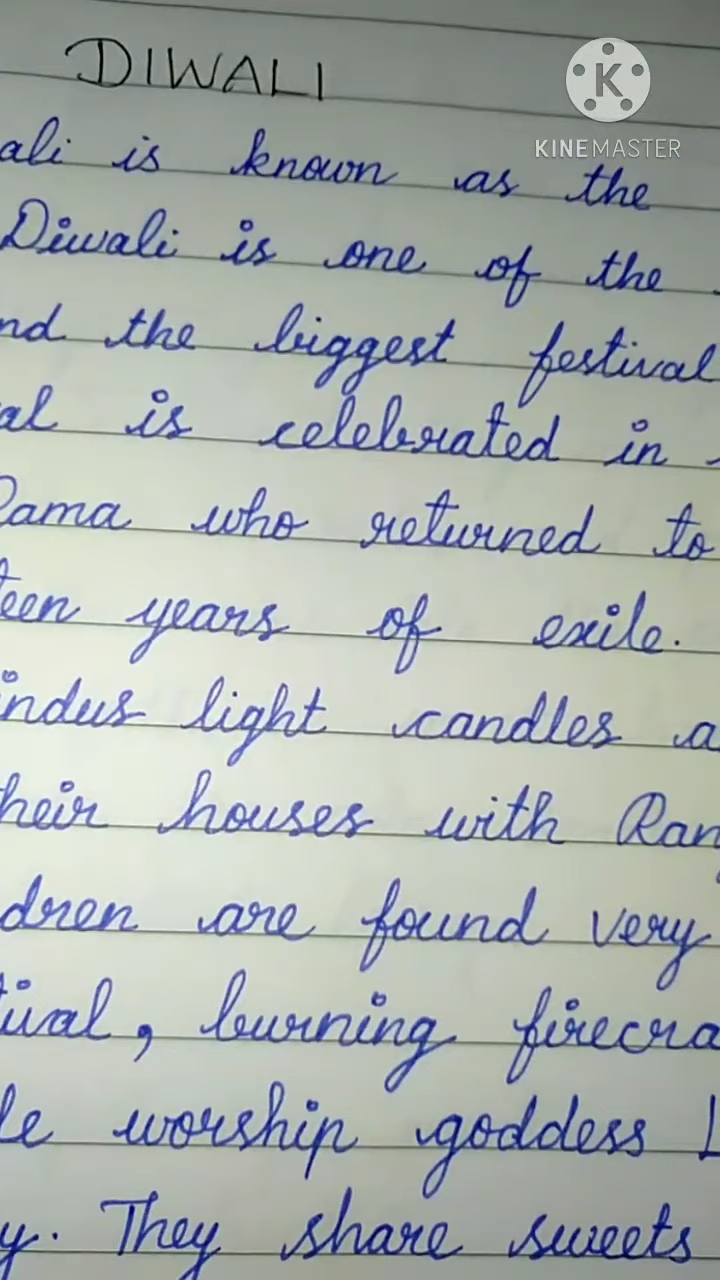 DIWALI
K
KINEMASTER
ali is known as the
Diwali is one of the
nd the biggest festival
al is celebrated in
Rama who returned to
teen years of exile.
indus light candles a
heir houses with Ran
dren are found very
tival, burning firecra
le worship goddess L
y. They share sweets